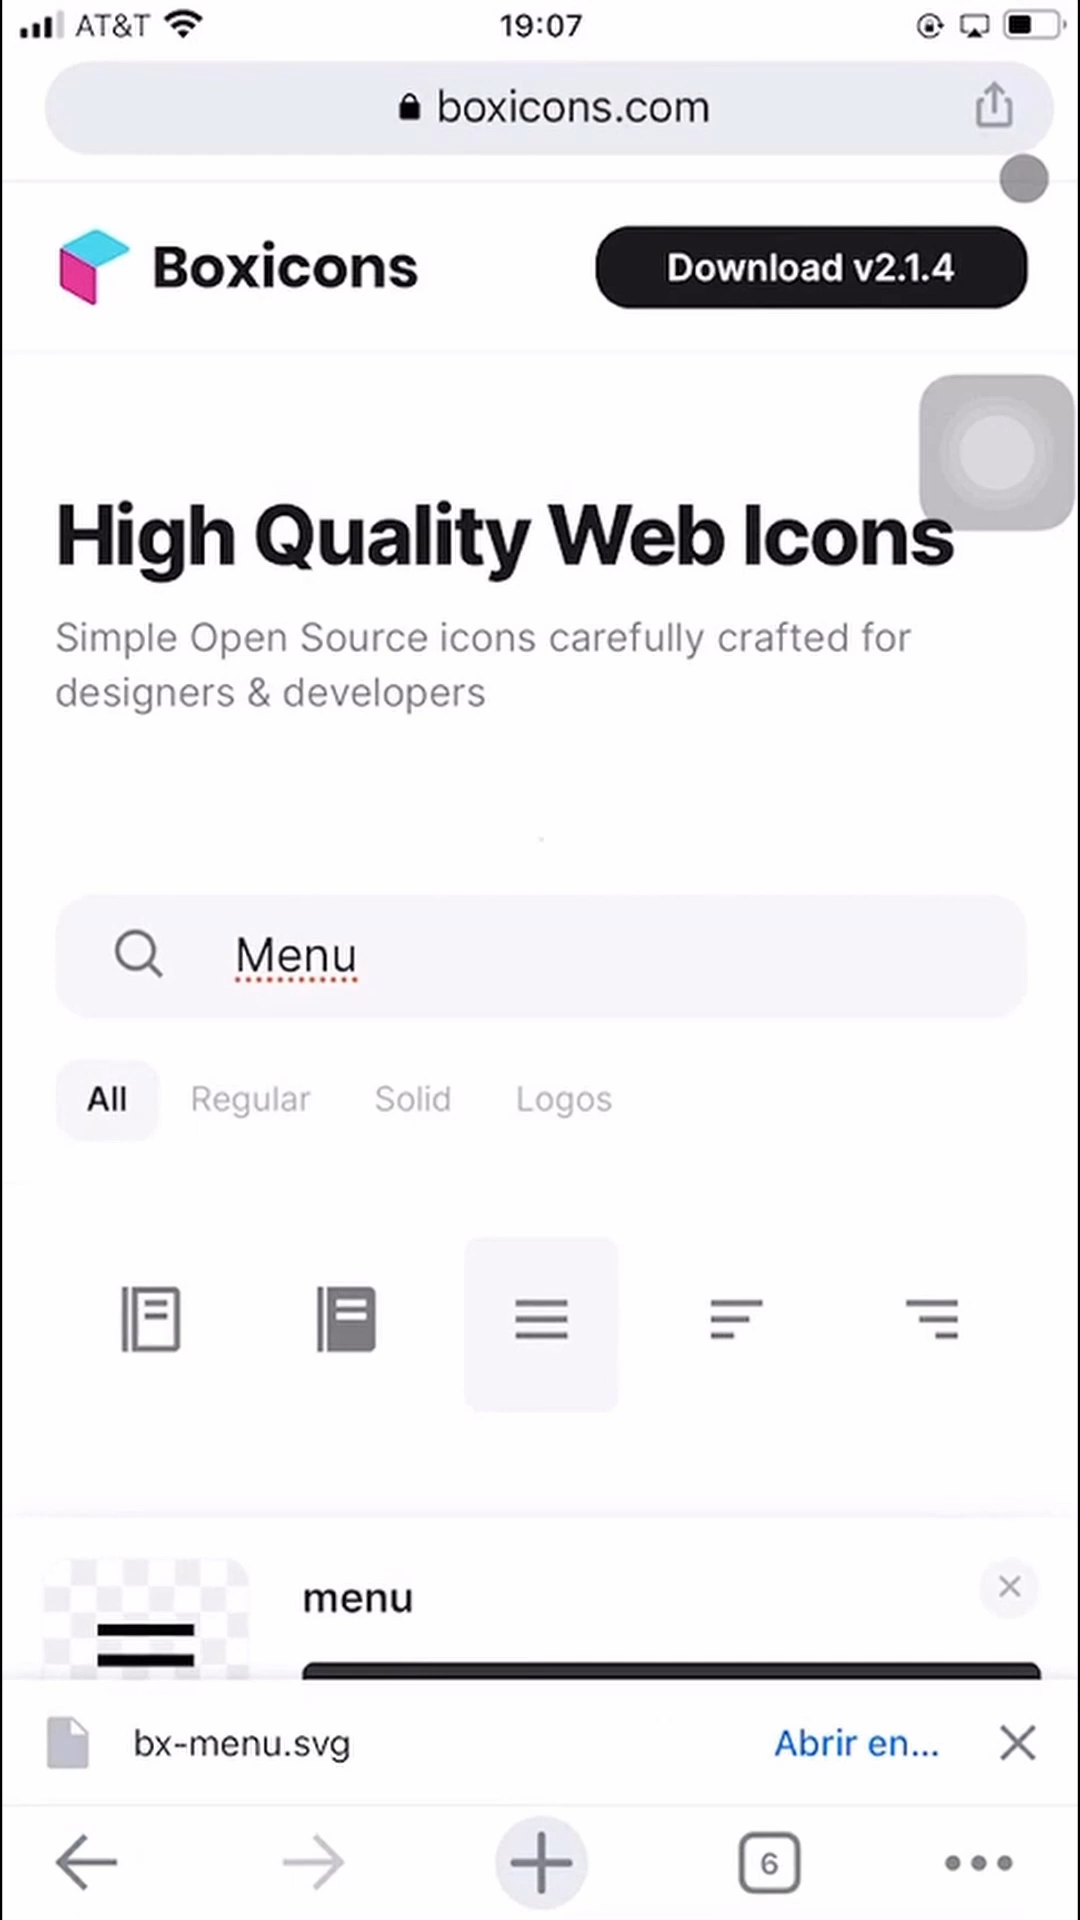 AT&T
19:07
boxicons.com
Boxicons
Download v2.1.4
High Quality Web Icons
Simple Open Source icons carefully crafted for
designers & developers
Menu
All Regular Solid Logos
menu
bx-menu.svg Abrir en...
6